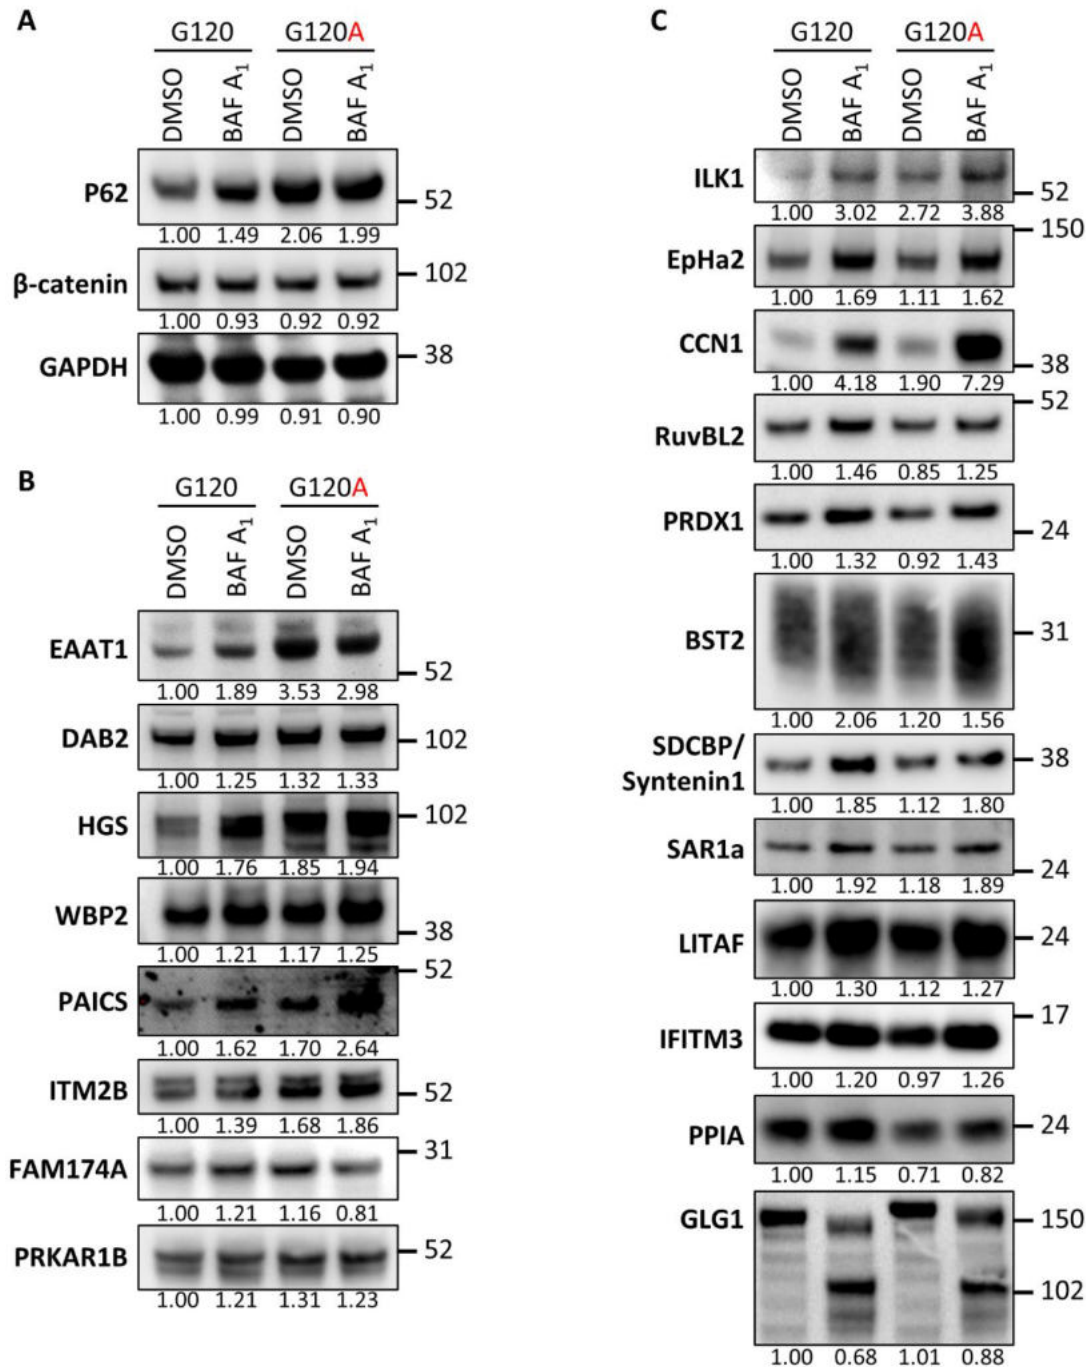 A
G120 G120A
DMSO BAF A1 DMSO BAF A1
P62 52
1.00 1.49 2.06 1.99
β-catenin 102
1.00 0.93 0.92 0.92
GAPDH 38
1.00 0.99 0.91 0.90
B
G120 G120A
DMSO BAF A1 DMSO BAF A1
EAAT1 52
1.00 1.89 3.53 2.98
DAB2 102
1.00 1.25 1.32 1.33
HGS 102
1.00 1.76 1.85 1.94
WBP2 38
1.00 1.21 1.17 1.25
PAICS 52
1.00 1.62 1.70 2.64
ITM2B 52
1.00 1.39 1.68 1.86
FAM174A 31
1.00 1.21 1.16 0.81
PRKAR1B 52
1.00 1.21 1.31 1.23
C
G120 G120A
DMSO BAF A1 DMSO BAF A1
ILK1 52
1.00 3.02 2.72 3.88
EpHa2 150
1.00 1.69 1.11 1.62
CCN1 38
1.00 4.18 1.90 7.29
RuvBL2 52
1.00 1.46 0.85 1.25
PRDX1 24
1.00 1.32 0.92 1.43
BST2 31
1.00 2.06 1.20 1.56
SDCBP/ 38
Syntenin1
1.00 1.85 1.12 1.80
SAR1a 24
1.00 1.92 1.18 1.89
LITAF 24
1.00 1.30 1.12 1.27
IFITM3 17
1.00 1.20 0.97 1.26
PPIA 24
1.00 1.15 0.71 0.82
GLG1 150
102
1.00 0.68 1.01 0.88